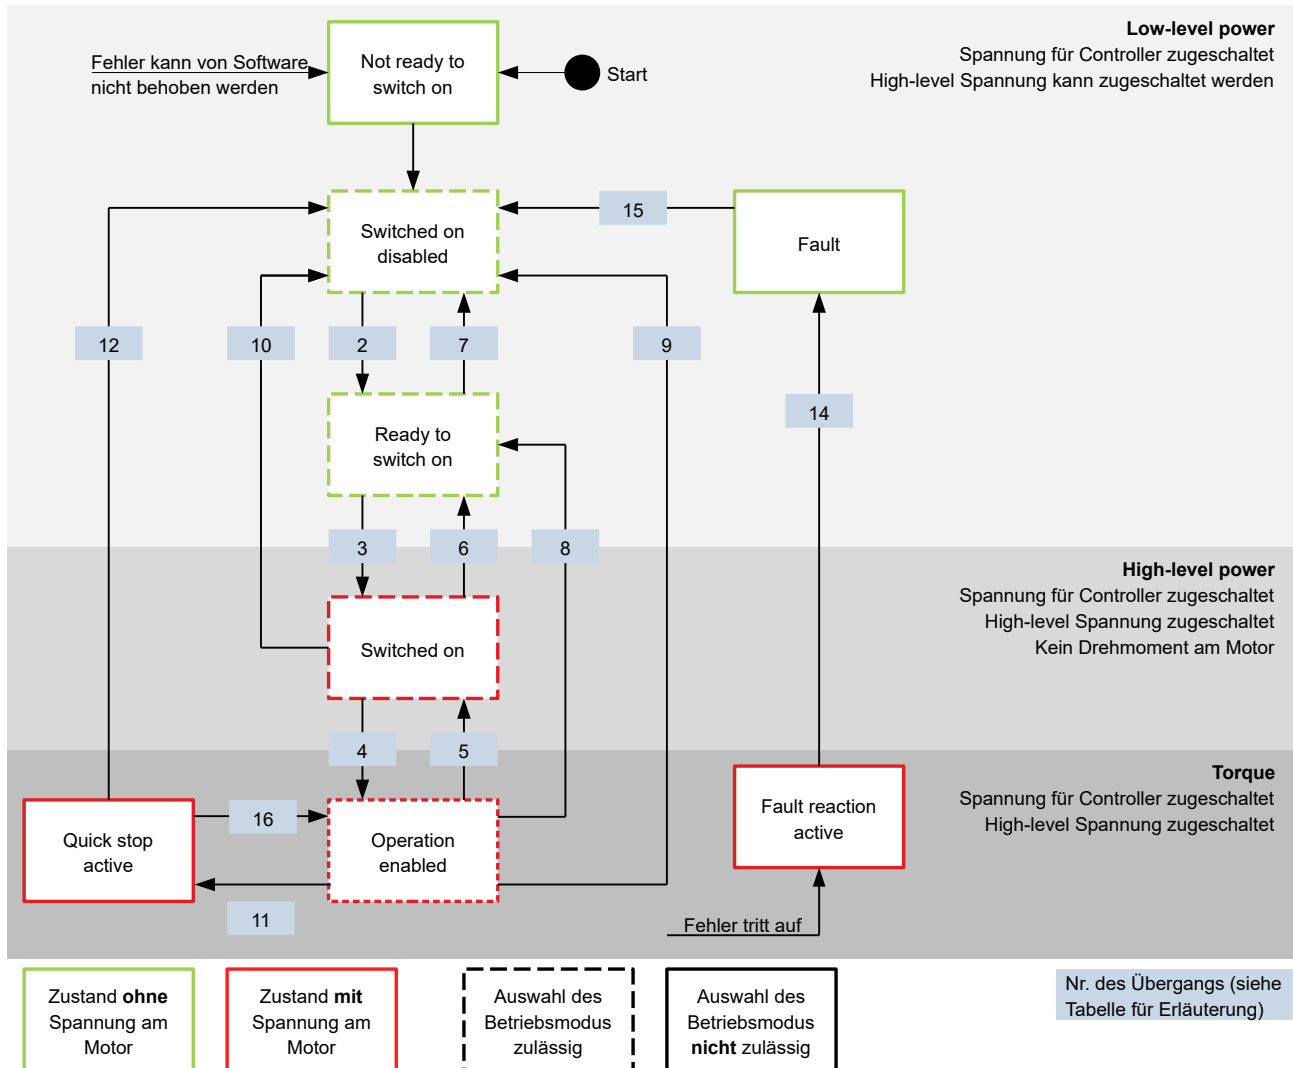 Low-level power
Spannung für Controller zugeschaltet
High-level Spannung kann zugeschaltet werden
Fehler kann von Software
nicht behoben werden
Not ready to
switch on
Start
Switched on
disabled
15
Fault
12
10
2
7
9
14
Ready to
switch on
3
6
8
High-level power
Spannung für Controller zugeschaltet
High-level Spannung zugeschaltet
Kein Drehmoment am Motor
Switched on
4
5
Torque
Spannung für Controller zugeschaltet
High-level Spannung zugeschaltet
Quick stop
active
16
Operation
enabled
Fault reaction
active
11
Fehler tritt auf
Zustand ohne
Spannung am
Motor
Zustand mit
Spannung am
Motor
Auswahl des
Betriebsmodus
zulässig
Auswahl des
Betriebsmodus
nicht zulässig
Nr. des Übergangs (siehe
Tabelle für Erläuterung)